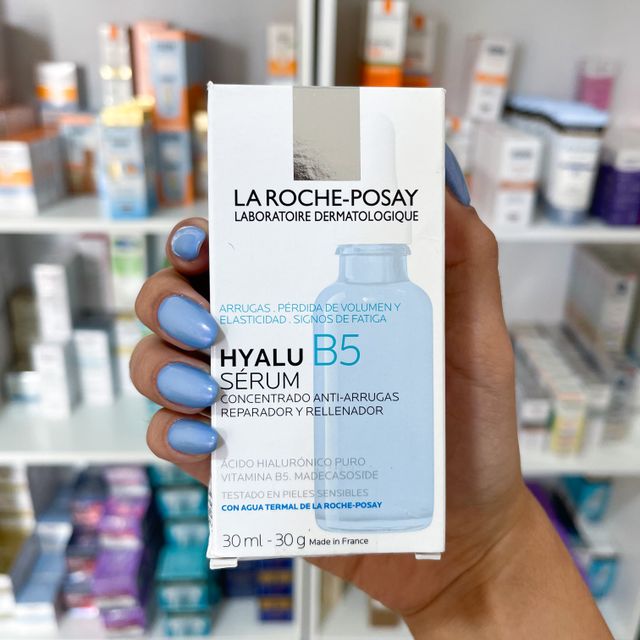 LA ROCHE-POSAY
LABORATOIRE DERMATOLOGIQUE
ARRUGAS . PÉRDIDA DE VOLUMEN Y
ELASTICIDAD . SIGNOS DE FATIGA
HYALU B5
SÉRUM
CONCENTRADO ANTI-ARRUGAS
REPARADOR Y RELLENADOR
ÁCIDO HIALURÓNICO PURO
VITAMINA B5. MADECASOSIDE
TESTADO EN PIELES SENSIBLES
CON AGUA TERMAL DE LA ROCHE-POSAY
30 ml - 30 g Made in France